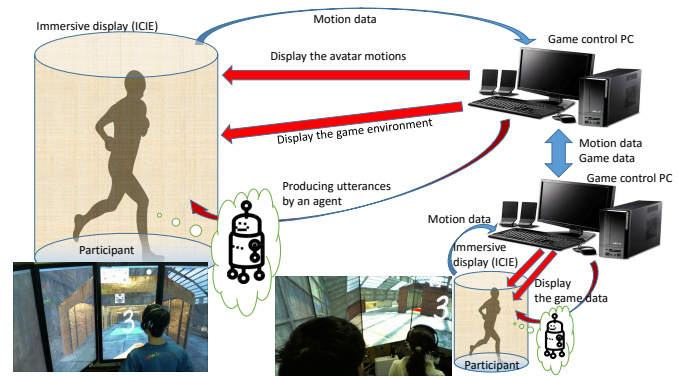 Immersive display (ICIE)
Motion data
Game control PC
Display the avatar motions
Display the game environment
Motion data
Game data
Producing utterances
by an agent
Game control PC
Motion data
Immersive
display (ICIE)
Display
the game data
Participant
3
3
Participant